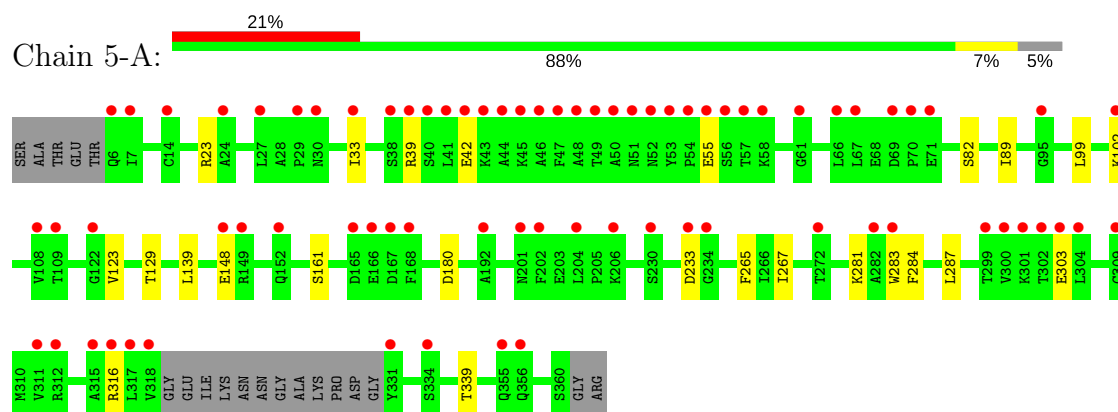 21%
Chain 5-A:
88% 7% 5%
SER ALA THR GLU THR Q6 I7 C14 R23 A24 L27 A28 P29 N30 I33 S38 R39 S40 L41 E42 K43 A44 K45 A46 F47 A48 T49 A50 N51 N52 Y53 P54 E55 S56 T57 K58 G61 L66 L67 E68 D69 P70 E71 S82 I89 G95 L99 K102
V108 T109 G122 V123 T129 L139 E148 R149 Q152 S161 D165 E166 D167 F168 D180 A192 N201 F202 E203 L204 P205 K206 S230 D233 G234 F265 I266 I267 T272 K281 A282 W283 F284 L287 T299 V300 K301 T302 E303 L304 G309
M310 V311 R312 A315 R316 L317 V318 GLY GLU ILE LYS ASN ASN GLY ALA LYS PRO ASP GLY Y331 S334 T339 Q355 Q356 S360 GLY ARG